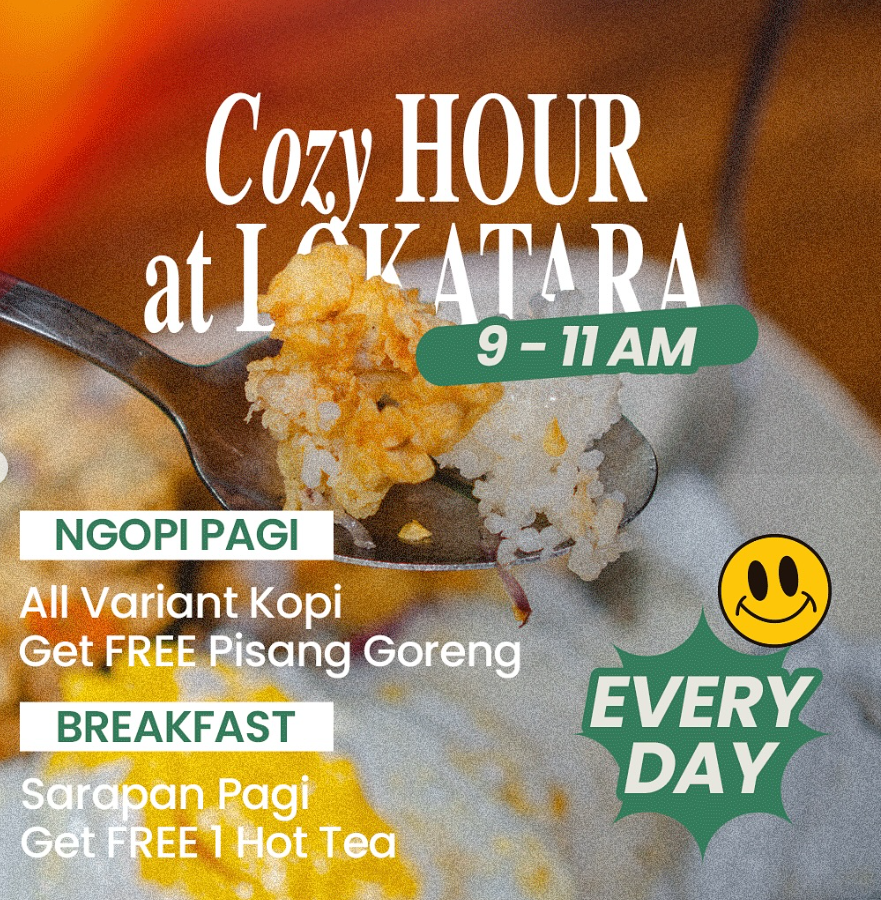 Cozy HOUR
at LOKATARA
9 - 11 AM
NGOPI PAGI
All Variant Kopi
Get FREE Pisang Goreng
BREAKFAST
Sarapan Pagi
Get FREE 1 Hot Tea
EVERY
DAY